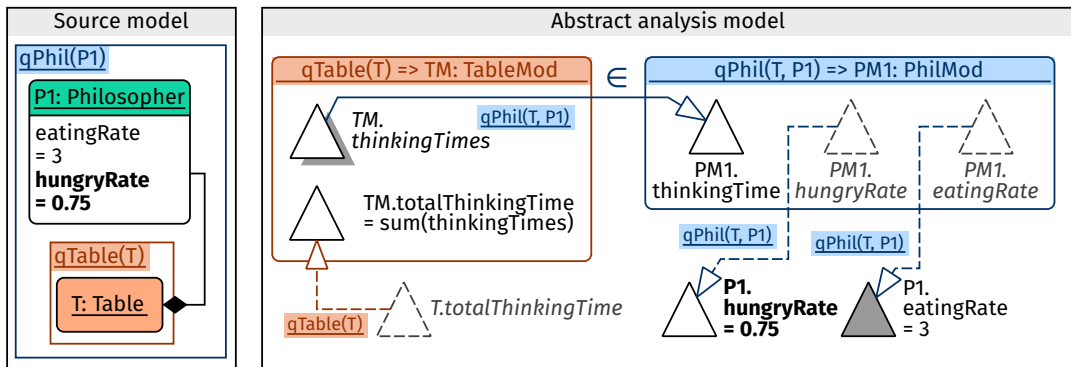 Source model
qPhil(P1)
P1: Philosopher
eatingRate
= 3
hungryRate
= 0.75
qTable(T)
T: Table
Abstract analysis model
qTable(T) => TM: TableMod
∈
qPhil(T, P1) => PM1: PhilMod
TM.
thinkingTimes
qPhil(T, P1)
PM1.
thinkingTime
PM1.
hungryRate
PM1.
eatingRate
TM.totalThinkingTime
= sum(thinkingTimes)
qPhil(T, P1)
qPhil(T, P1)
qTable(T)
T.totalThinkingTime
P1.
hungryRate
= 0.75
P1.
eatingRate
= 3